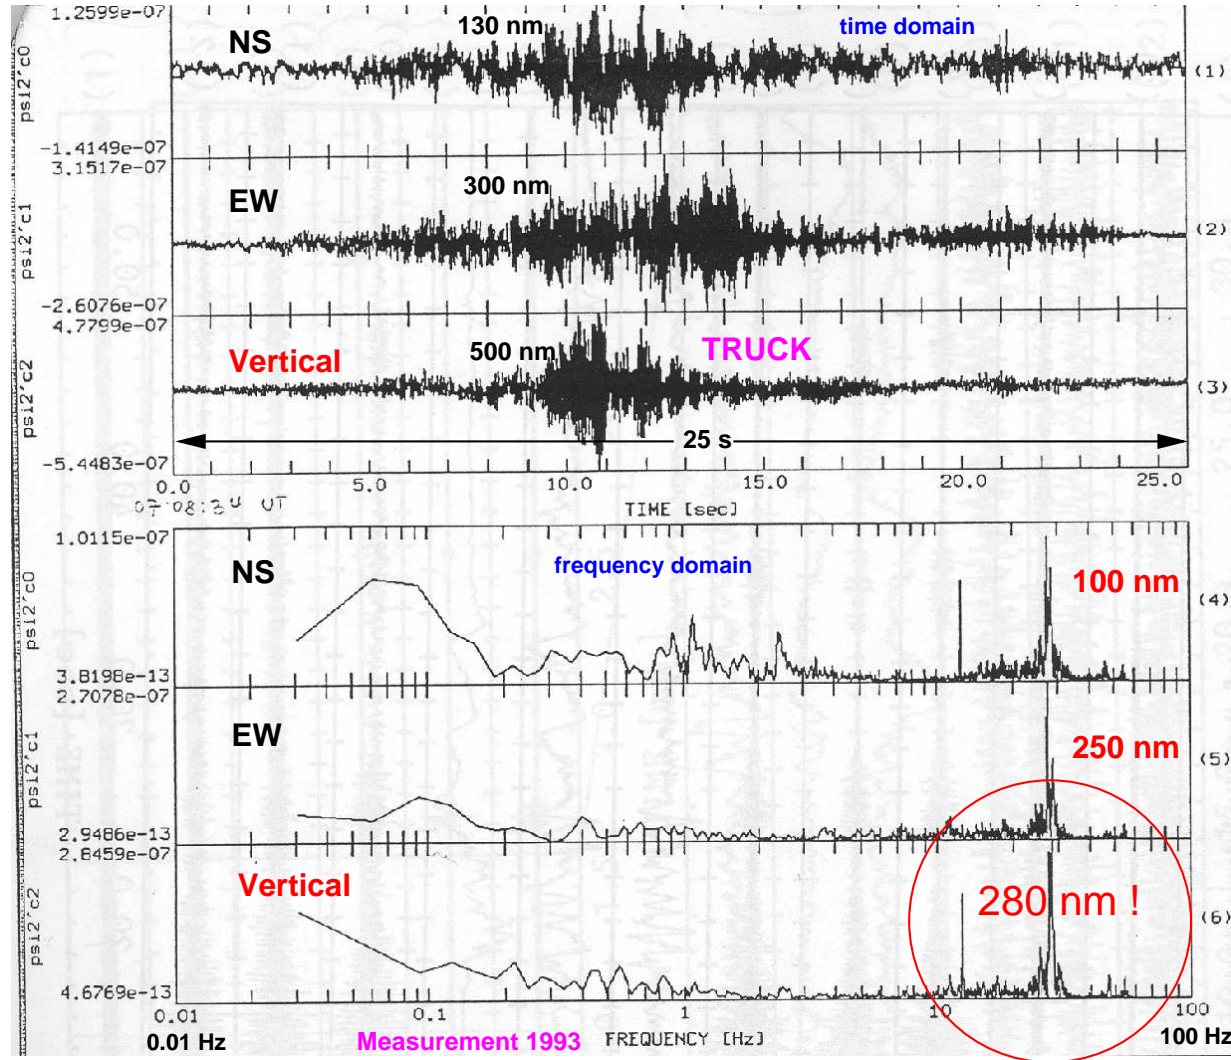 1.2599e-07
130 nm
time domain
NS
psi2'c0
(1)
-1.4149e-07
3.1517e-07
300 nm
EW
psi2'c1
(2)
-2.6076e-07
4.7799e-07
Vertical
500 nm
TRUCK
psi2'c2
(3)
25 s
-5.4483e-07
0.0 5.0 10.0 15.0 20.0 25.0
07:08:34 UT
TIME [sec]
1.0115e-07
NS
frequency domain
100 nm
psi2'c0
(4)
3.8198e-13
2.7078e-07
EW
250 nm
psi2'c1
(5)
2.9486e-13
2.8459e-07
Vertical
280 nm !
psi2'c2
(6)
4.6769e-13
0.01 0.1 1 10 100
0.01 Hz
Measurement 1993
FREQUENCY [Hz]
100 Hz